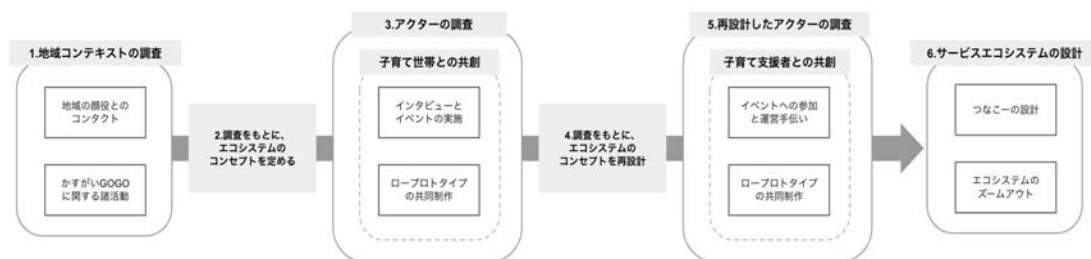 1.地域コンテキストの調査
地域の顔役との
コンタクト
かすがいGOGO
に関する諸活動
2.調査をもとに、
エコシステムの
コンセプトを定める
3.アクターの調査
子育て世帯との共創
インタビューと
イベントの実施
ロープロトタイプ
の共同制作
4.調査をもとに、
エコシステムの
コンセプトを再設計
5.再設計したアクターの調査
子育て支援者との共創
イベントへの参加
と運営手伝い
ロープロトタイプ
の共同制作
6.サービスエコシステムの設計
つなこーの設計
エコシステムの
ズームアウト